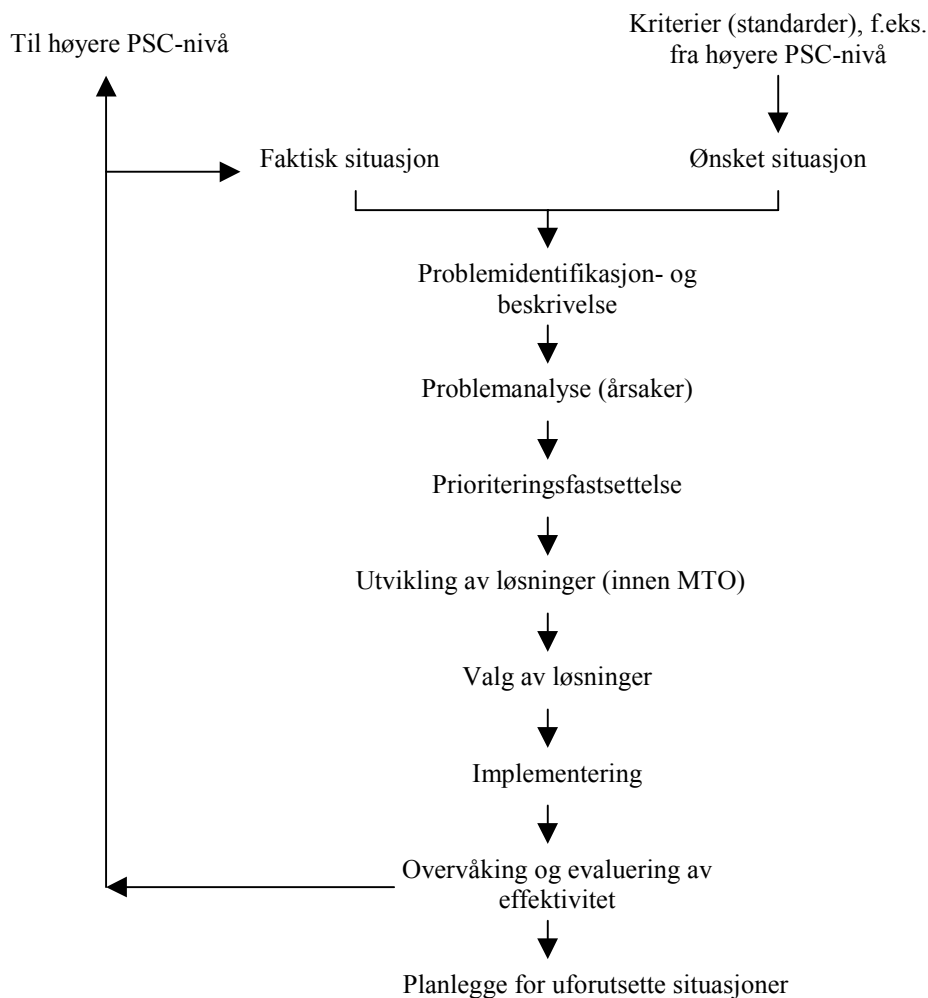 Til høyere PSC-nivå
Kriterier (standarder), f.eks.
fra høyere PSC-nivå
Faktisk situasjon
Ønsket situasjon
Problemidentifikasjon- og
beskrivelse
Problemanalyse (årsaker)
Prioriteringsfastsettelse
Utvikling av løsninger (innen MTO)
Valg av løsninger
Implementering
Overvåking og evaluering av
effektivitet
Planlegge for uforutsette situasjoner